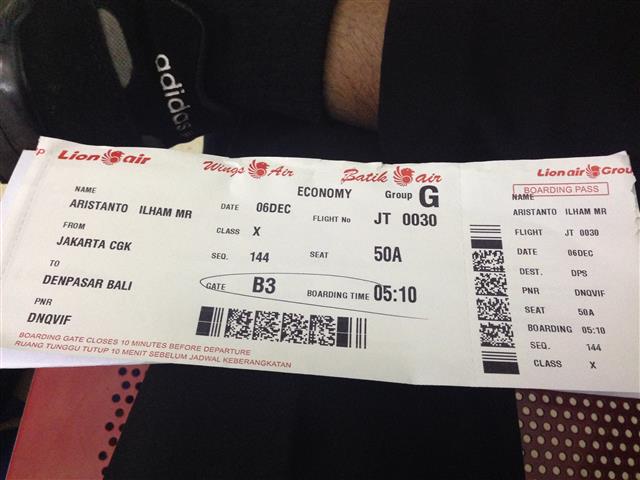 adidas
Lion air Wings Air Batik air
ECONOMY Group G
NAME
ARISTANTO ILHAM MR
DATE 06DEC FLIGHT No JT 0030
FROM
JAKARTA CGK
CLASS X
TO
SEQ. 144 SEAT 50A
DENPASAR BALI
GATE B3 BOARDING TIME 05:10
PNR
DNQVIF
BOARDING GATE CLOSES 10 MINUTES BEFORE DEPARTURE
RUANG TUNGGU TUTUP 10 MENIT SEBELUM JADWAL KEBERANGKATAN
Lion air Grou
BOARDING PASS
NAME
ARISTANTO ILHAM MR
FLIGHT JT 0030
DATE 06DEC
DEST. DPS
PNR DNQVIF
SEAT 50A
BOARDING 05:10
SEQ. 144
CLASS X